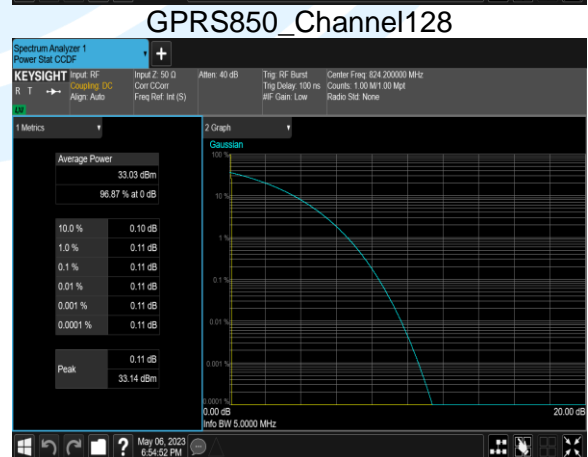 GPRS850_Channel128
Spectrum Analyzer 1
Power Stat CCDF
+
KEYSIGHT
R T
Input: RF
Coupling: DC
Align: Auto
Input Z: 50 Ω
Corr CCorr
Freq Ref: Int (S)
Atten: 40 dB
Trig: RF Burst
Trig Delay: 100 ns
#IF Gain: Low
Center Freq: 824.200000 MHz
Counts: 1.00 M/1.00 Mpt
Radio Std: None
1 Metrics
Average Power
33.03 dBm
96.87 % at 0 dB
10.0 % 0.10 dB
1.0 % 0.11 dB
0.1 % 0.11 dB
0.01 % 0.11 dB
0.001 % 0.11 dB
0.0001 % 0.11 dB
Peak 0.11 dB
33.14 dBm
2 Graph
Gaussian
100 %
10 %
1 %
0.1 %
0.01 %
0.001 %
0.0001 %
0.00 dB 20.00 dB
Info BW 5.0000 MHz
? May 06, 2023
6:54:52 PM